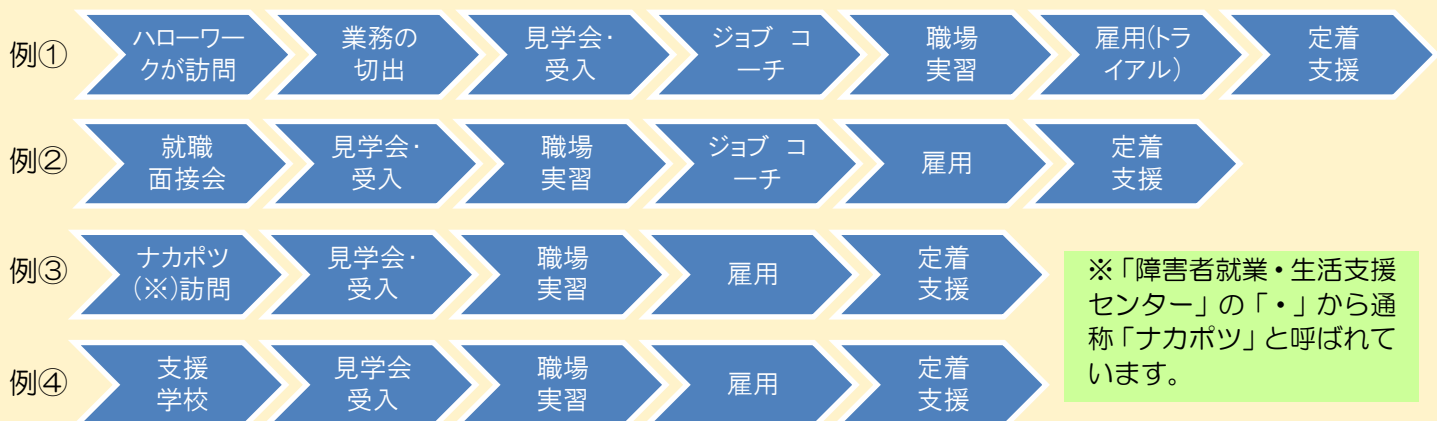 例①
ハローワー
クが訪問
業務の
切出
見学会・
受入
ジョブ コ
ーチ
職場
実習
雇用(トラ
イアル)
定着
支援
例②
就職
面接会
見学会・
受入
職場
実習
ジョブ コ
ーチ
雇用
定着
支援
例③
ナカポツ
(※)訪問
見学会・
受入
職場
実習
雇用
定着
支援
※「障害者就業・生活支援
センター」の「・」から通
称「ナカポツ」と呼ばれて
います。
例④
支援
学校
見学会
受入
職場
実習
雇用
定着
支援